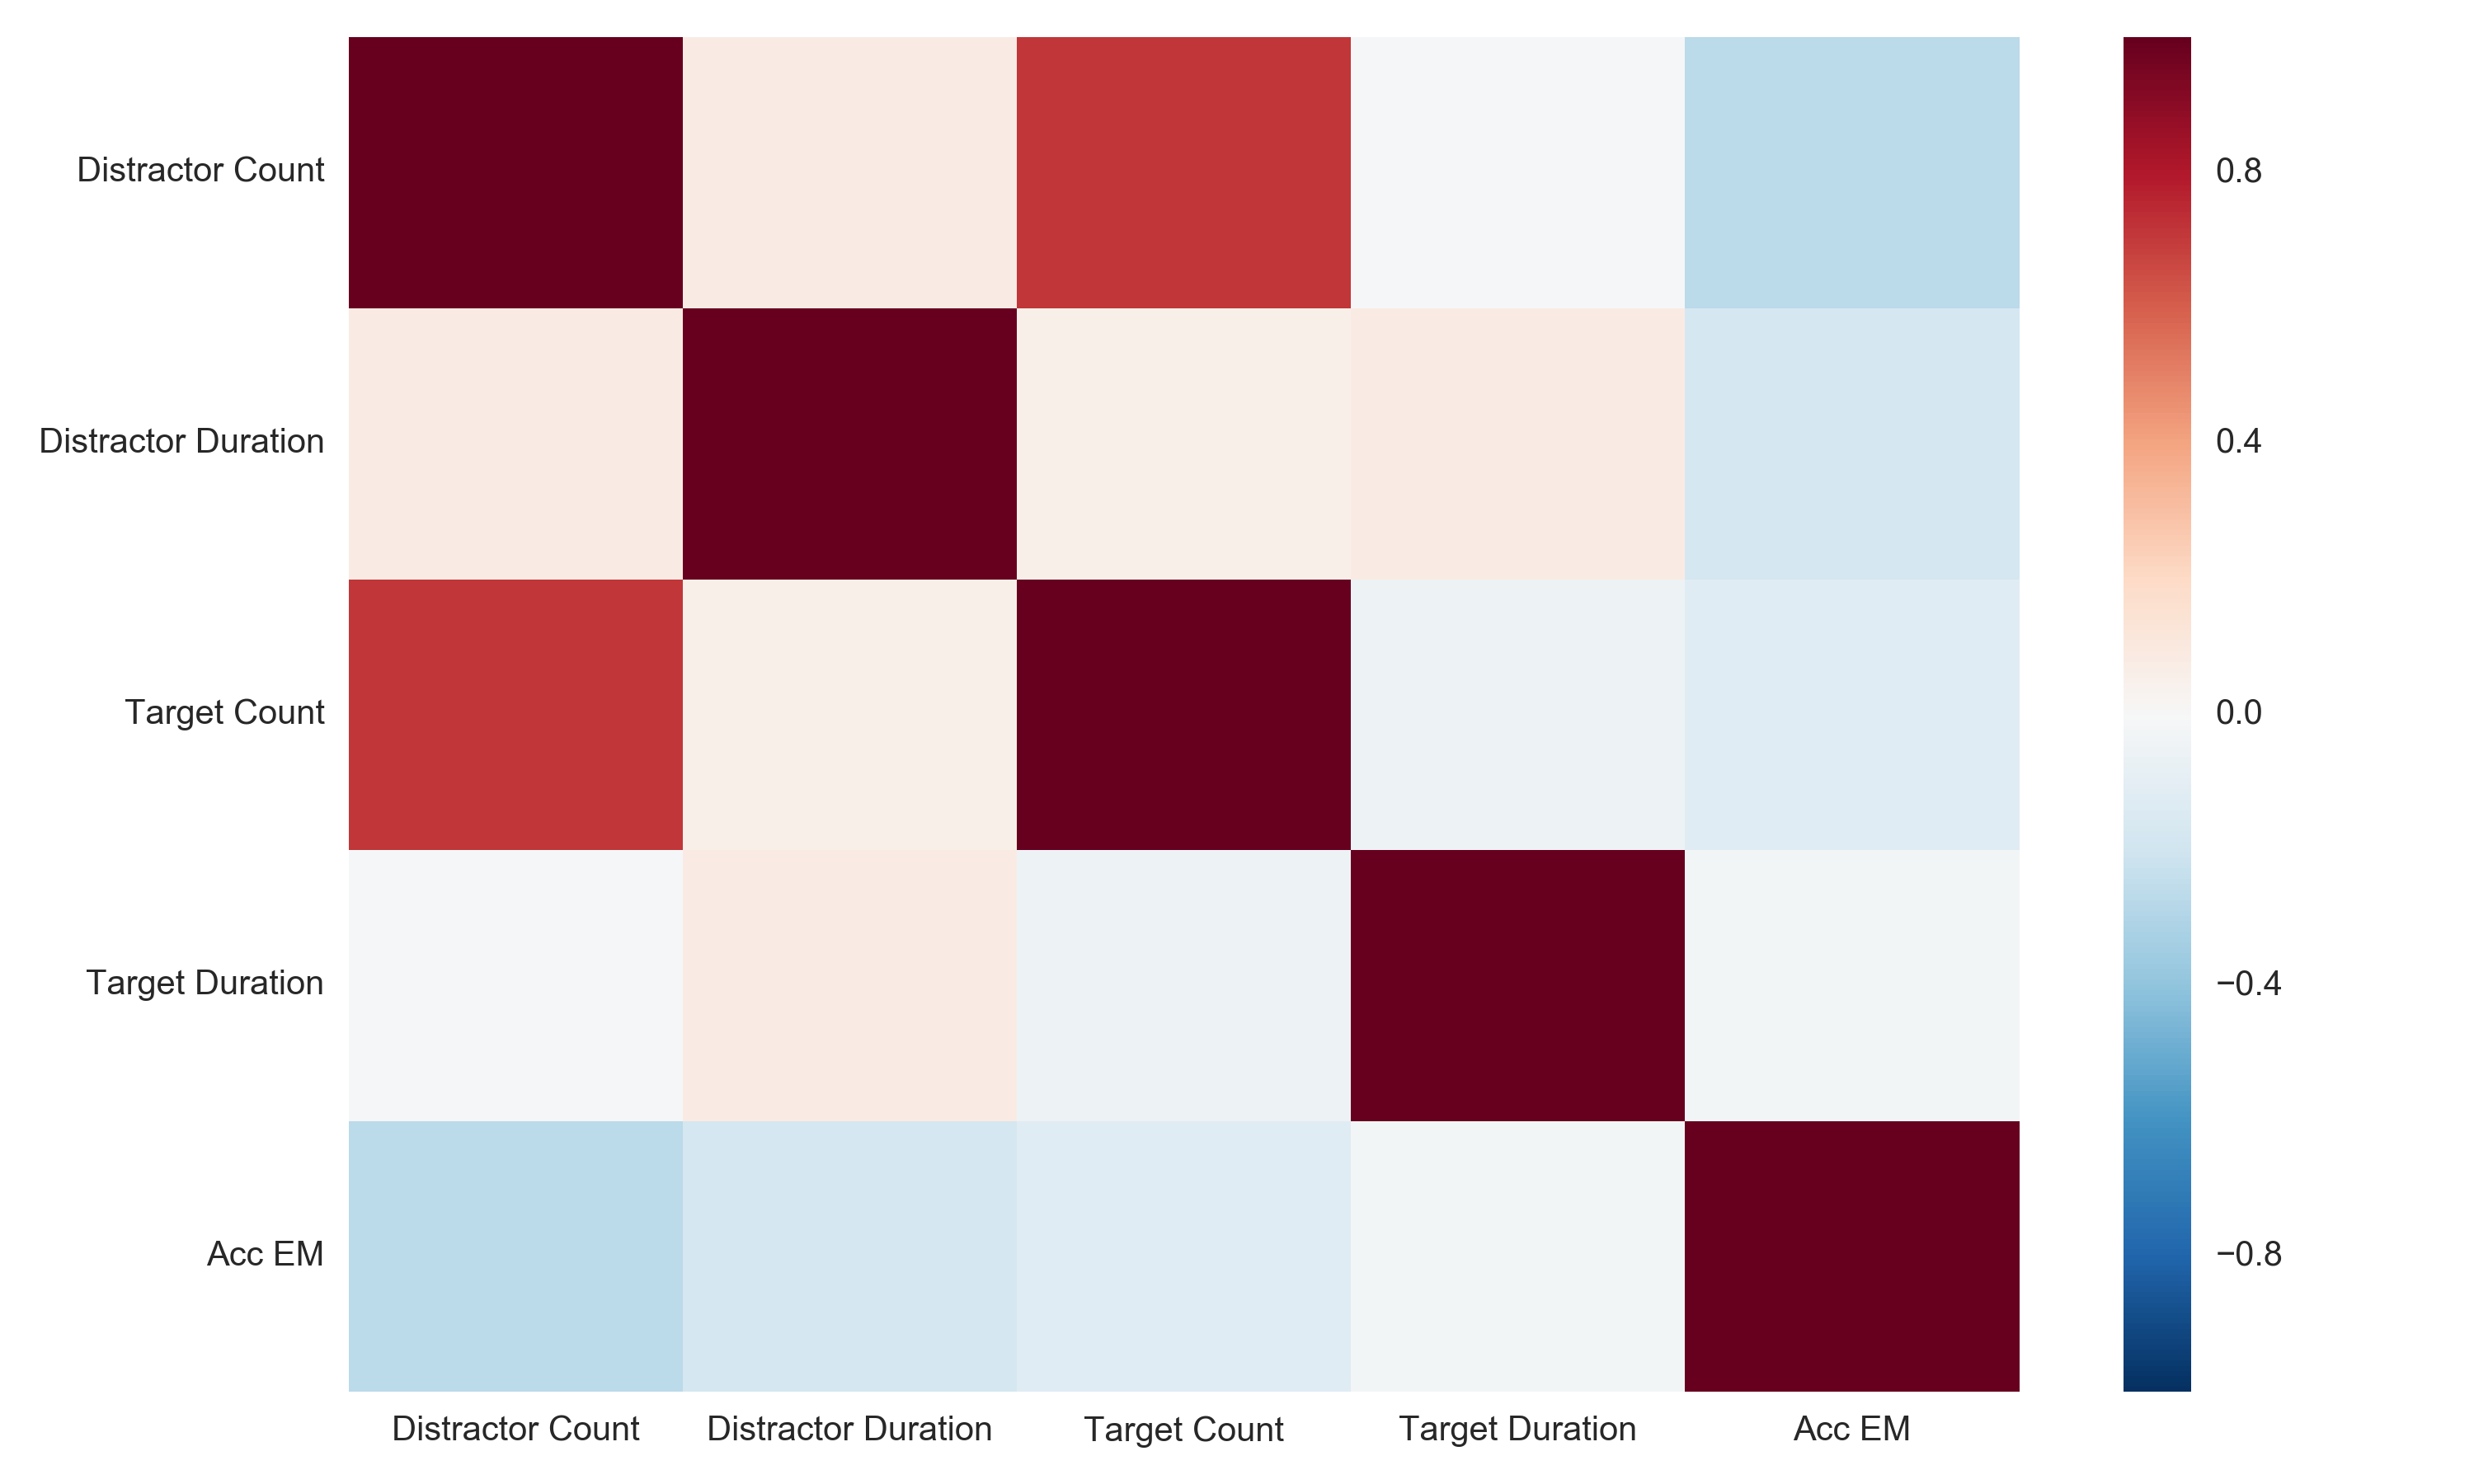 Distractor Count
Distractor Duration
Target Count
Target Duration
Acc EM
Distractor Count
Distractor Duration
Target Count
Target Duration
Acc EM
0.8
0.4
0.0
−0.4
−0.8